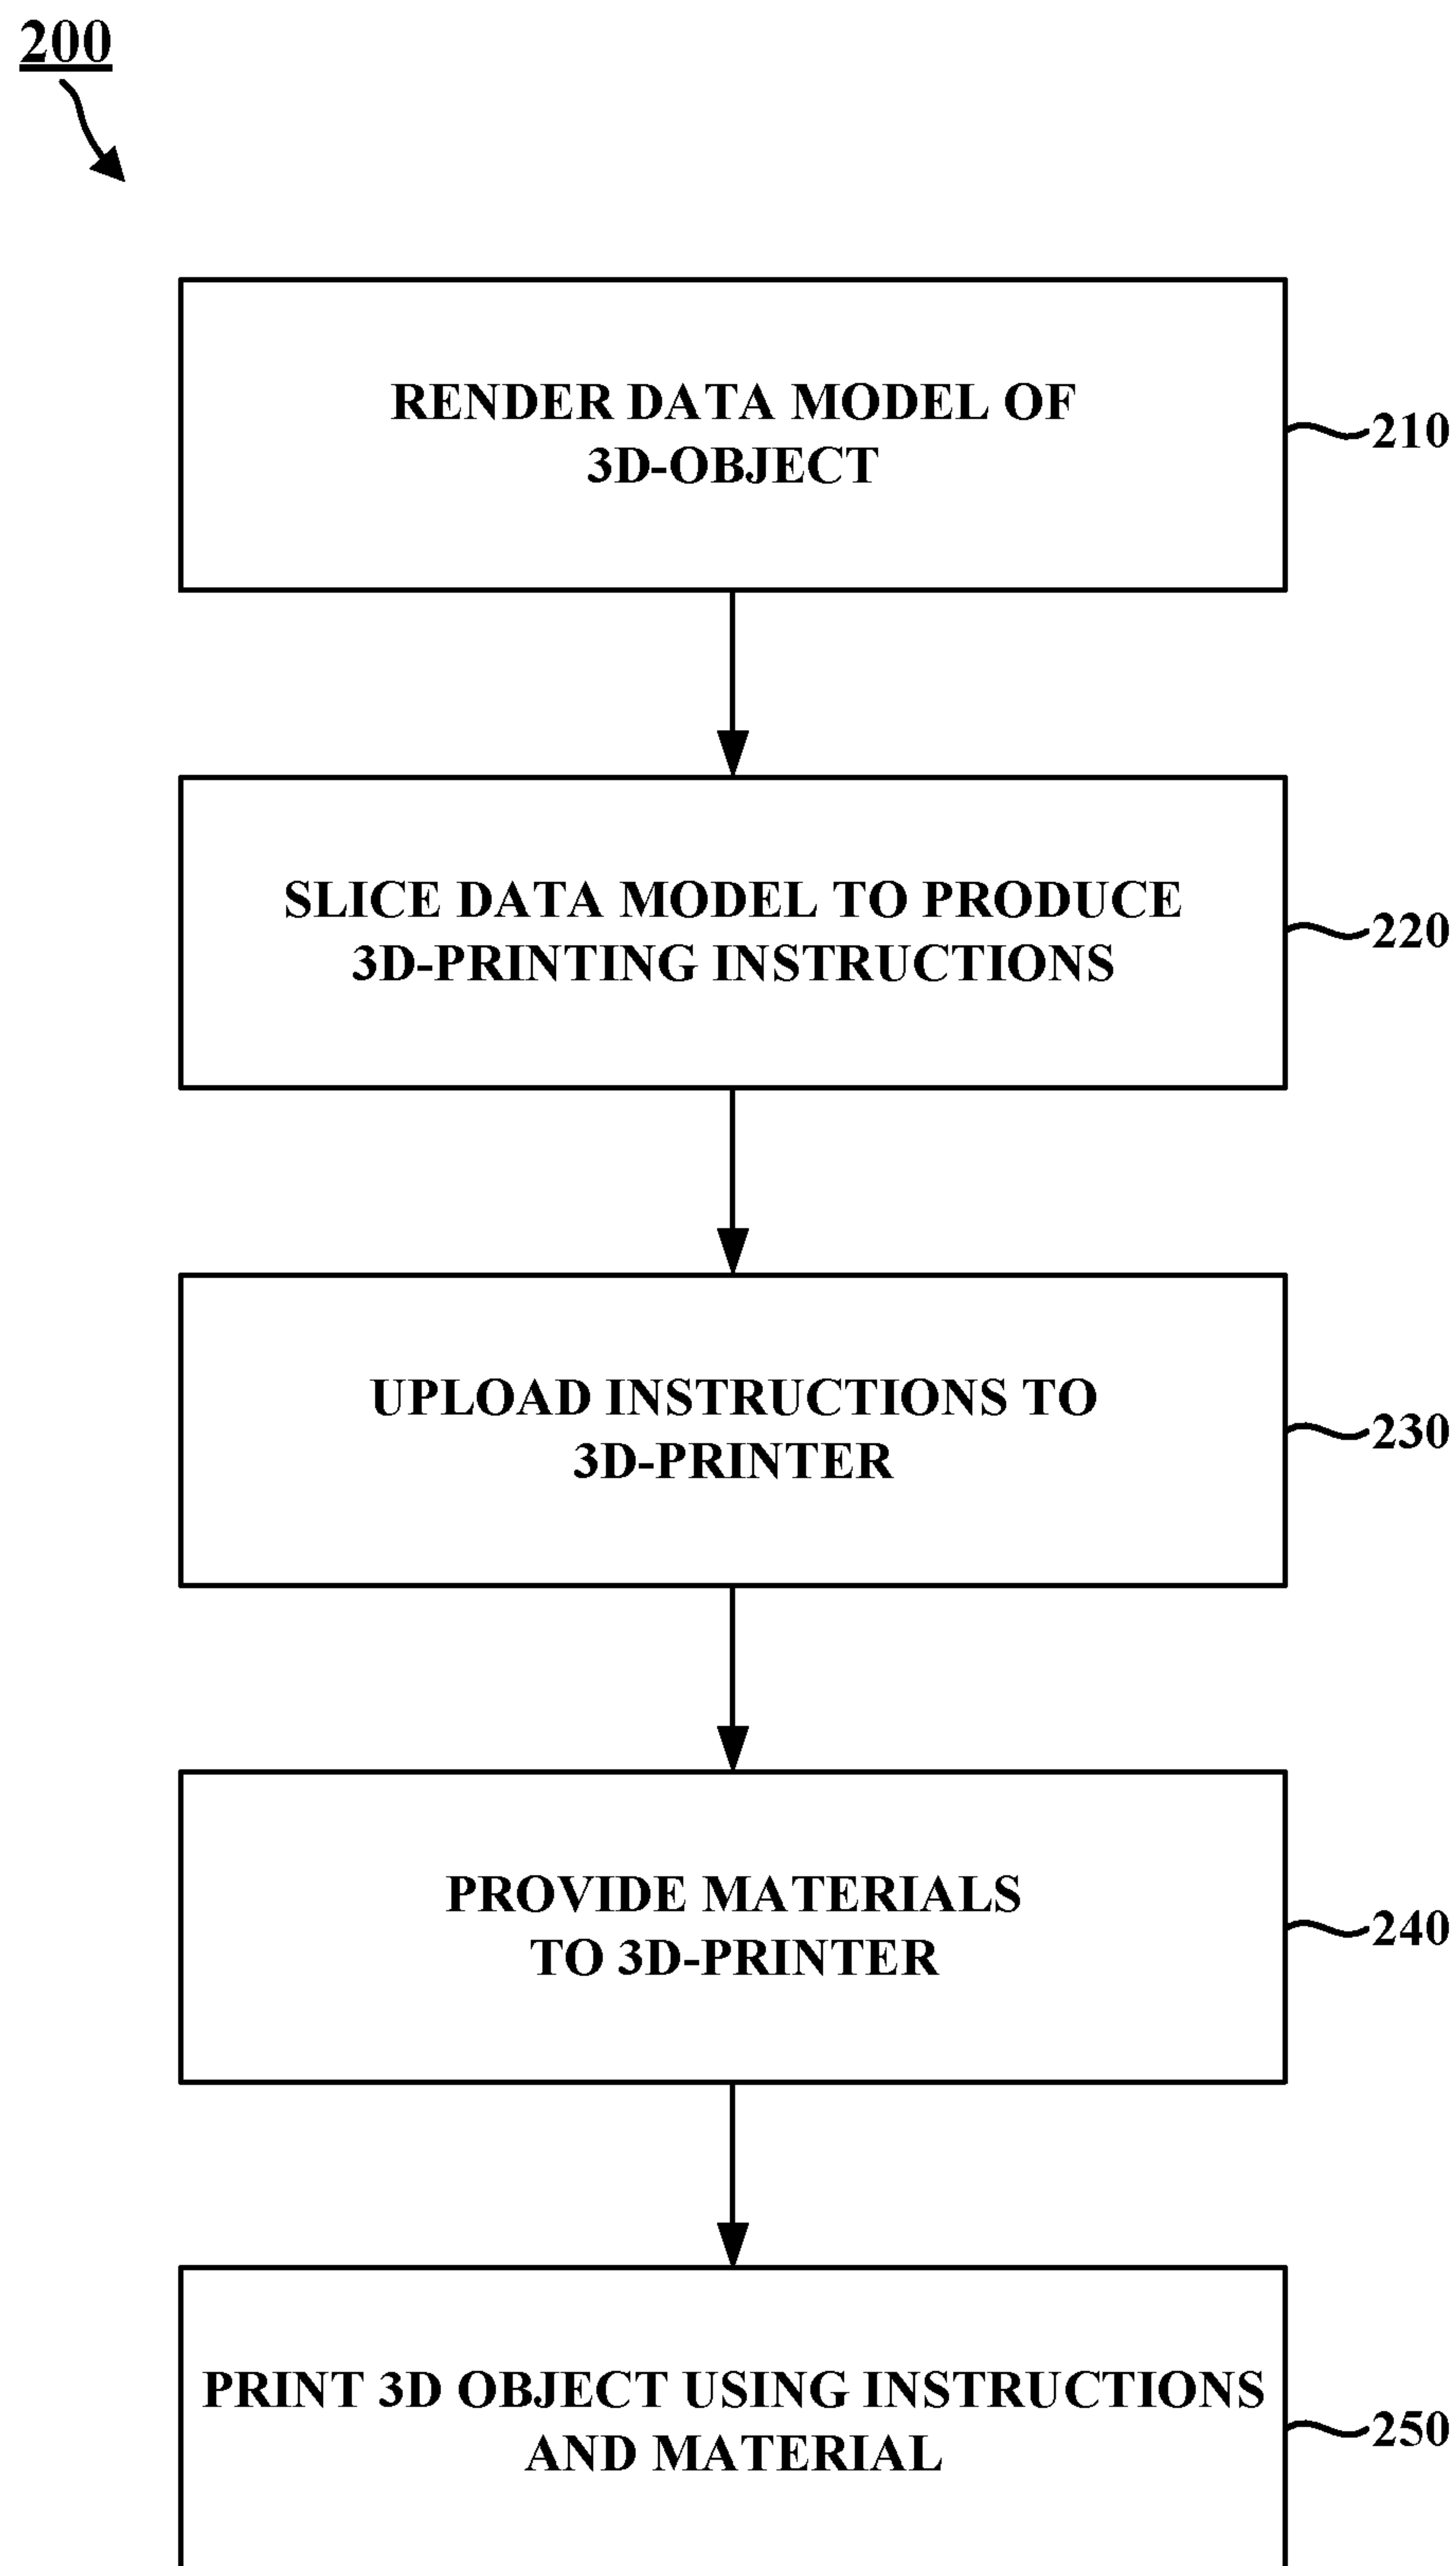 200
RENDER DATA MODEL OF
3D-OBJECT
210
SLICE DATA MODEL TO PRODUCE
3D-PRINTING INSTRUCTIONS
220
UPLOAD INSTRUCTIONS TO
3D-PRINTER
230
PROVIDE MATERIALS
TO 3D-PRINTER
240
PRINT 3D OBJECT USING INSTRUCTIONS
AND MATERIAL
250